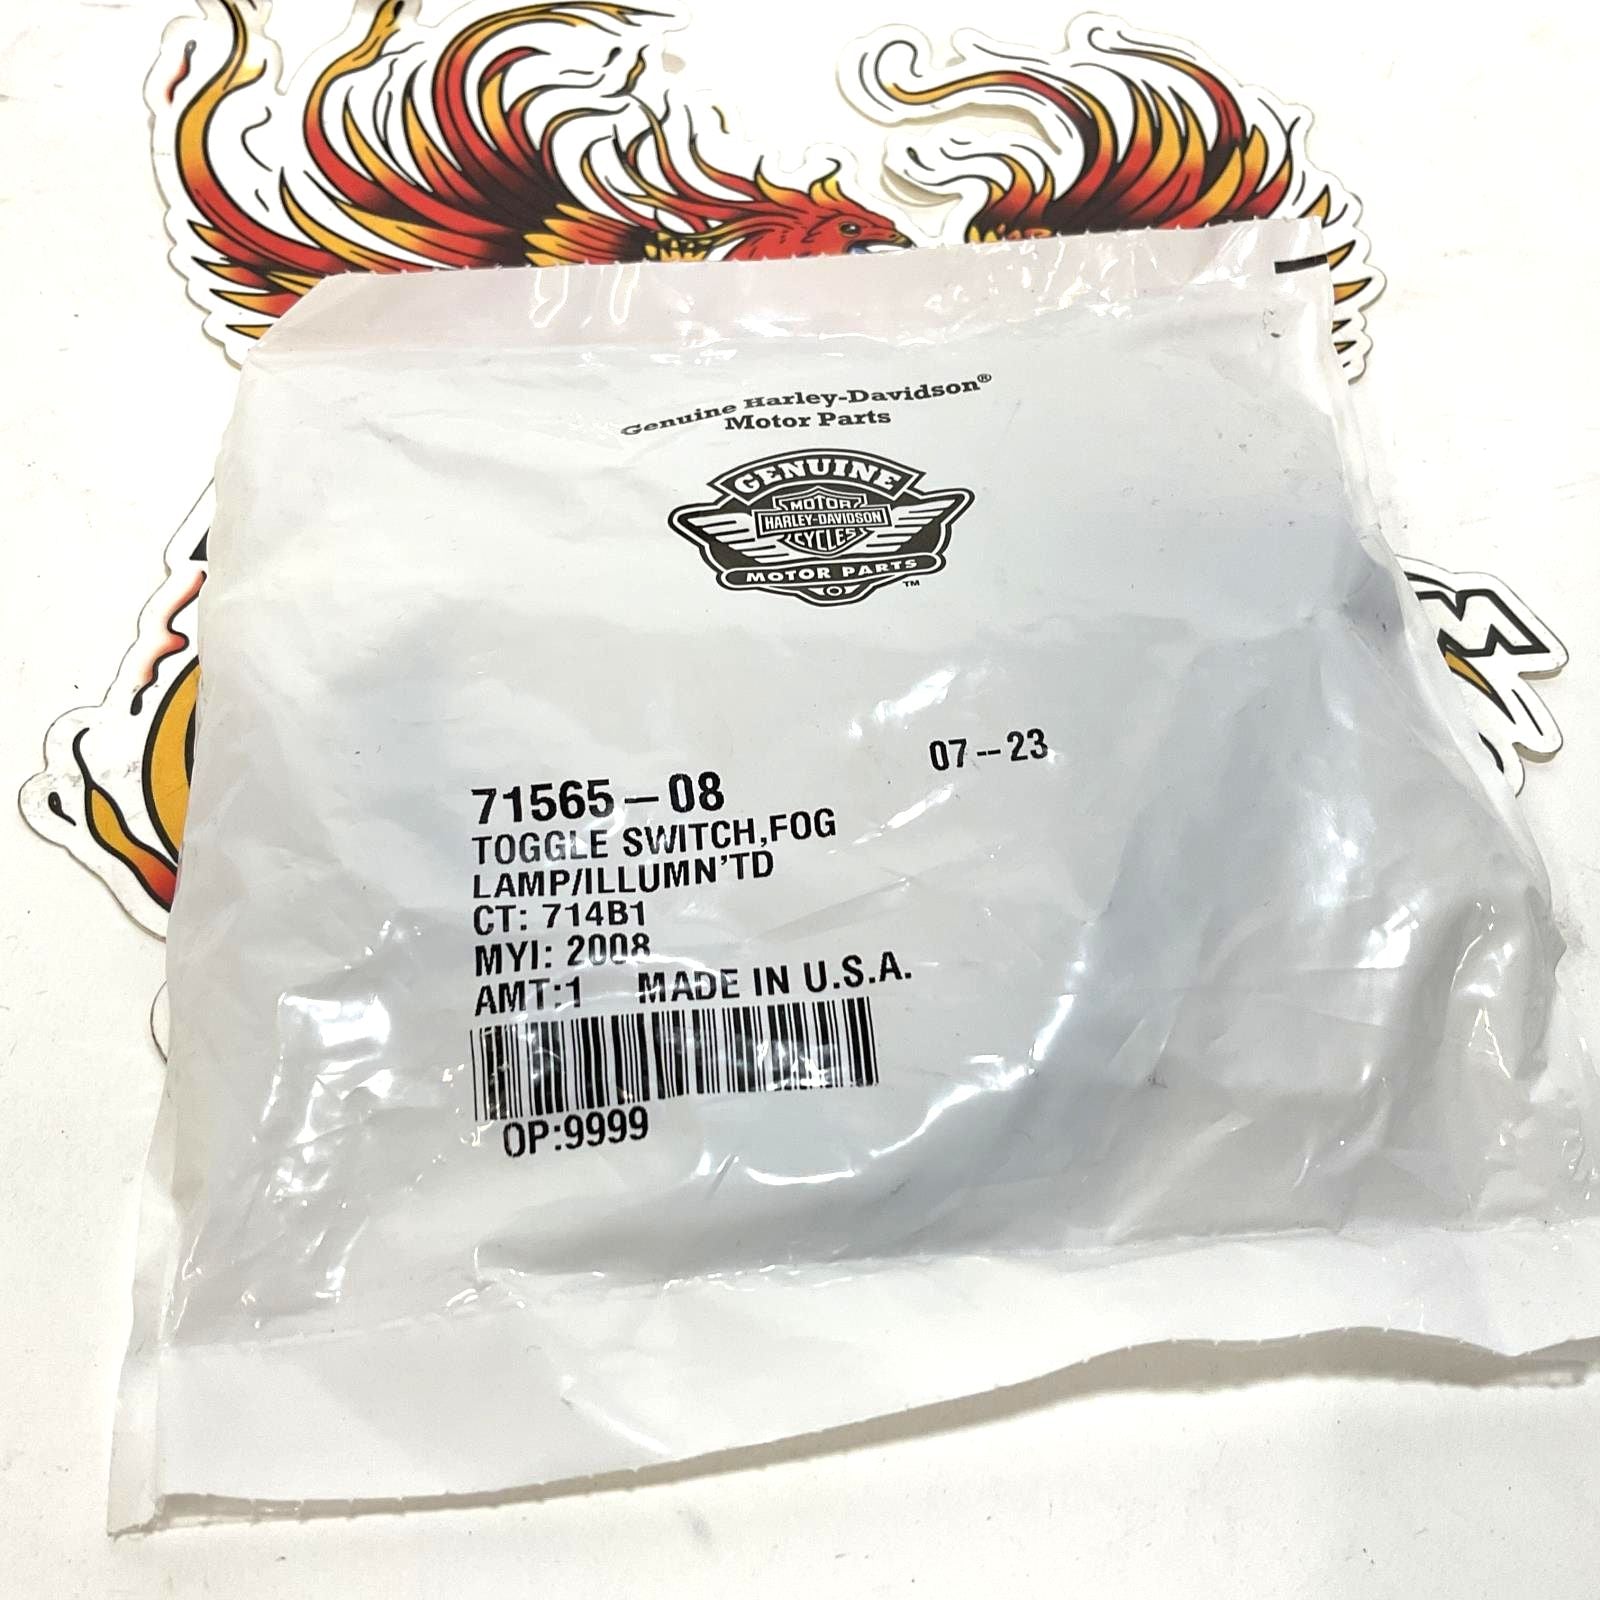 Genuine Harley-Davidson®
Motor Parts
GENUINE
MOTOR
HARLEY-DAVIDSON
CYCLES
MOTOR PARTS
TM
07--23
71565-08
TOGGLE SWITCH,FOG
LAMP/ILLUMN'TD
CT: 714B1
MYI: 2008
AMT:1 MADE IN U.S.A.
OP:9999